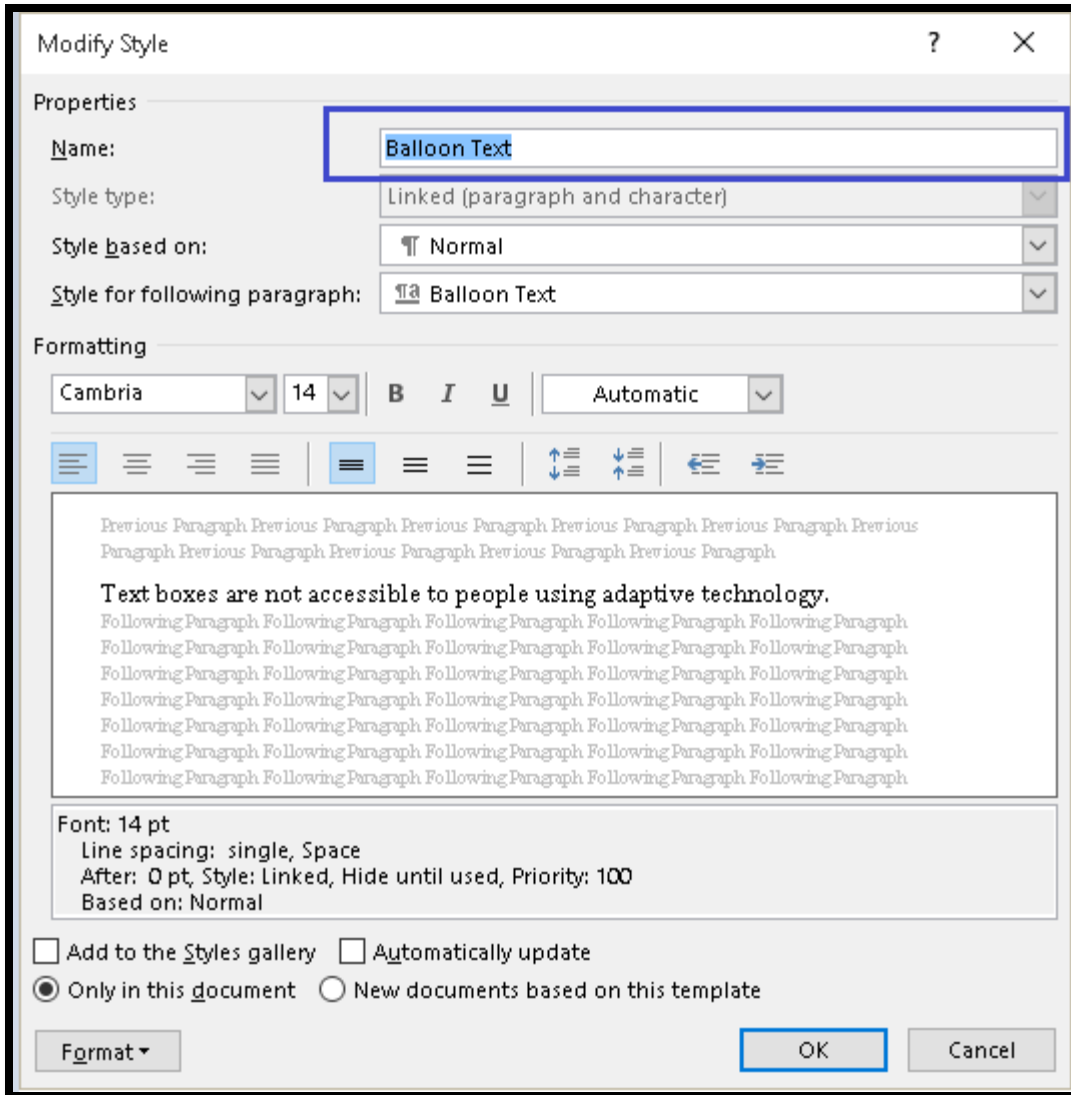 Modify Style ?
Properties
Name: Balloon Text
Style type: Linked (paragraph and character)
Style based on: ¶ Normal
Style for following paragraph: ¶a Balloon Text
Formatting
Cambria 14 B I U Automatic
Previous Paragraph Previous Paragraph Previous Paragraph Previous Paragraph Previous Paragraph Previous
Paragraph Previous Paragraph Previous Paragraph Previous Paragraph Previous Paragraph
Text boxes are not accessible to people using adaptive technology.
Following Paragraph Following Paragraph Following Paragraph Following Paragraph Following Paragraph
Following Paragraph Following Paragraph Following Paragraph Following Paragraph Following Paragraph
Following Paragraph Following Paragraph Following Paragraph Following Paragraph Following Paragraph
Following Paragraph Following Paragraph Following Paragraph Following Paragraph Following Paragraph
Following Paragraph Following Paragraph Following Paragraph Following Paragraph Following Paragraph
Following Paragraph Following Paragraph Following Paragraph Following Paragraph Following Paragraph
Following Paragraph Following Paragraph Following Paragraph Following Paragraph Following Paragraph
Font: 14 pt
Line spacing: single, Space
After: 0 pt, Style: Linked, Hide until used, Priority: 100
Based on: Normal
Add to the Styles gallery Automatically update
Only in this document New documents based on this template
Format OK Cancel